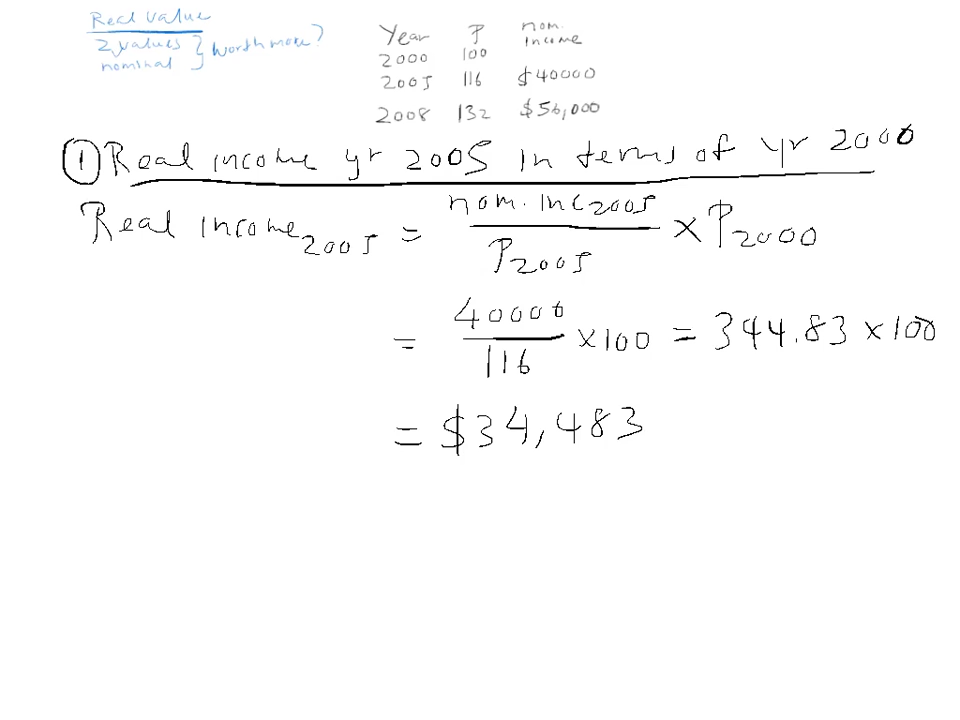 Real value
2 values } worth more?
nominal
Year P nom. income
2000 100
2005 116 $40000
2008 132 $56,000
① Real income yr 2005 in terms of yr 2000
Real income2005 = nom. inc2005 / P2005 × P2000
= 40000 / 116 × 100 = 344.83 × 100
= $34,483